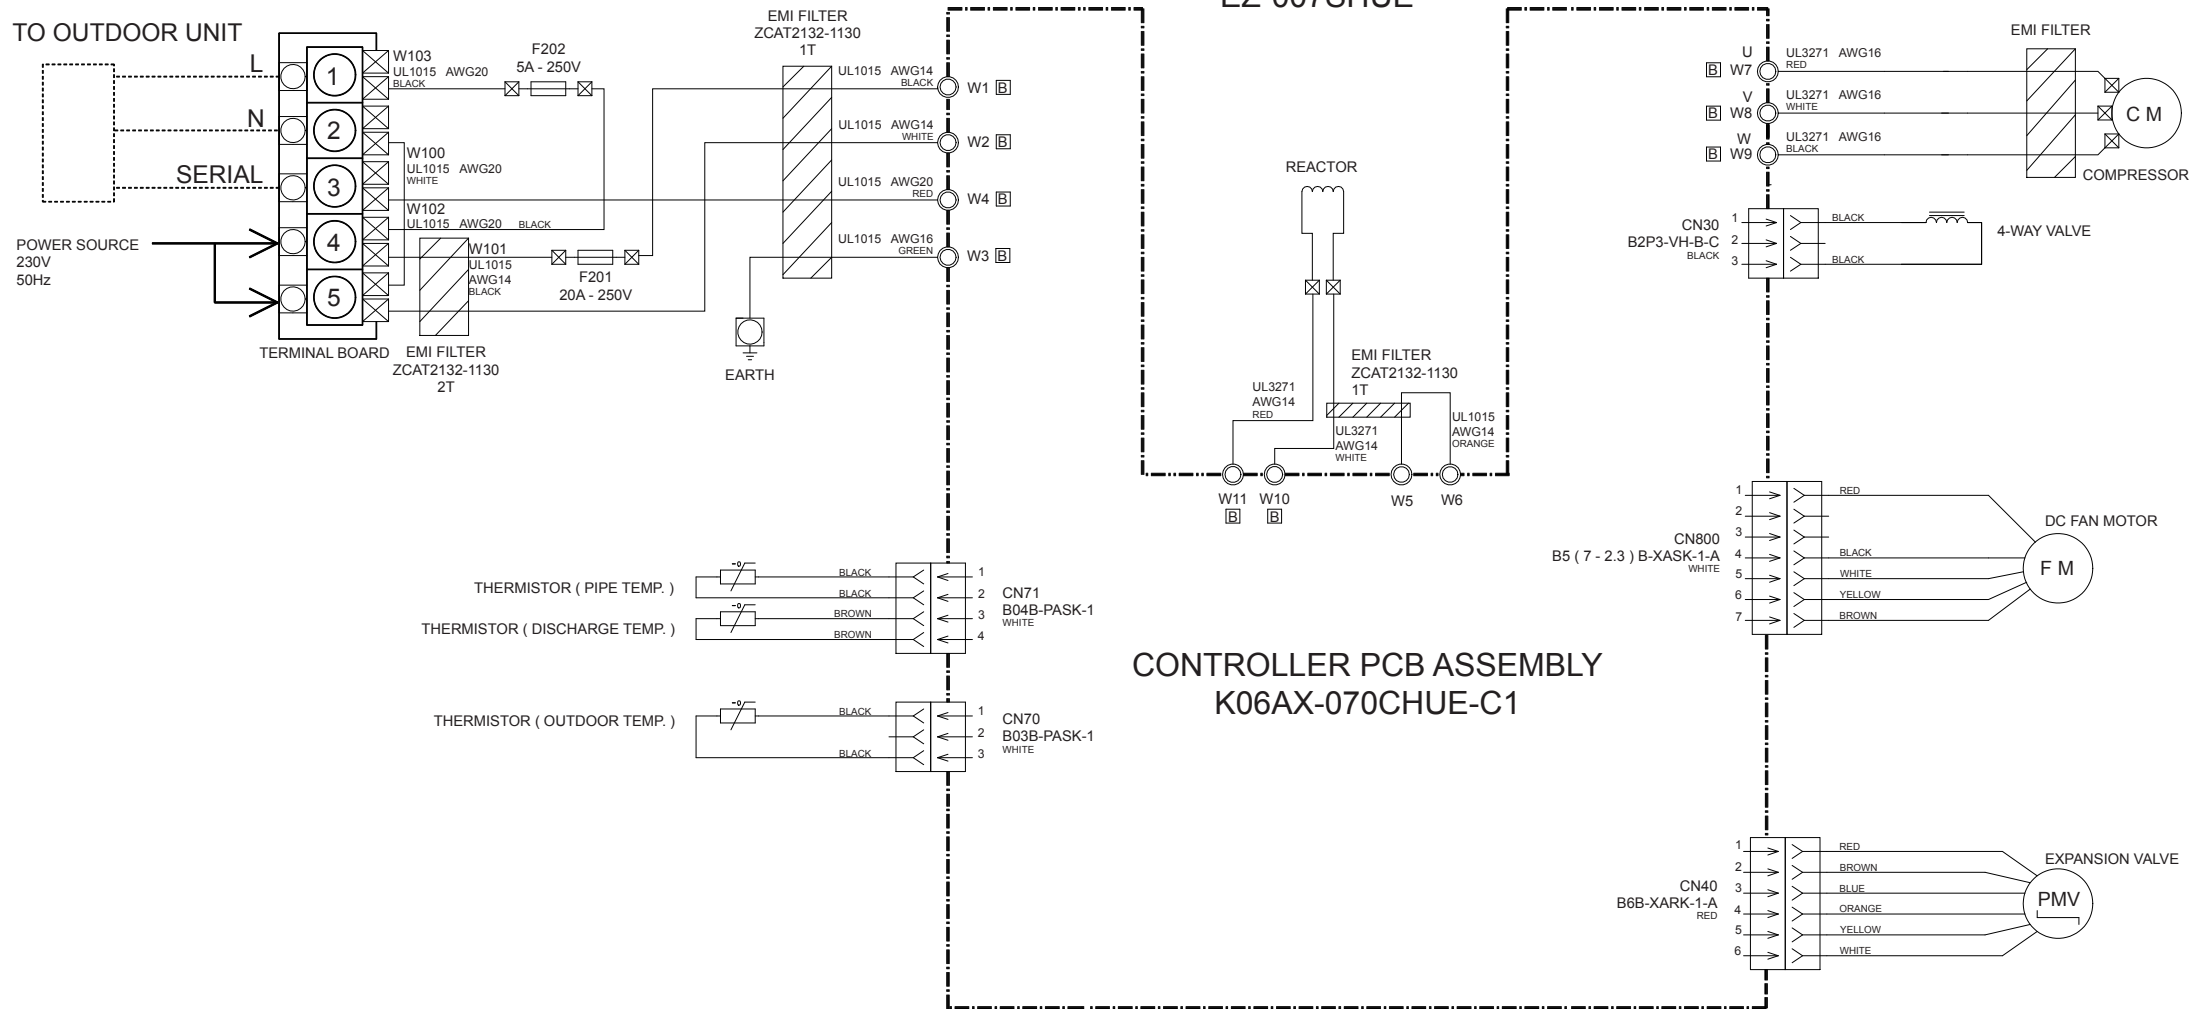 EZ-007SHUE
TO OUTDOOR UNIT
L
N
SERIAL
POWER SOURCE
230V
50Hz
1
2
3
4
5
TERMINAL BOARD
W103
UL1015 AWG20
BLACK
F202
5A - 250V
W100
UL1015 AWG20
WHITE
W102
UL1015 AWG20 BLACK
W101
UL1015
AWG14
BLACK
F201
20A - 250V
EMI FILTER
ZCAT2132-1130
2T
EMI FILTER
ZCAT2132-1130
1T
EARTH
UL1015 AWG14
BLACK
W1 B
UL1015 AWG14
WHITE
W2 B
UL1015 AWG20
RED
W4 B
UL1015 AWG16
GREEN
W3 B
REACTOR
EMI FILTER
ZCAT2132-1130
1T
UL3271
AWG14
RED
UL3271
AWG14
WHITE
UL1015
AWG14
ORANGE
W11
B
W10
B
W5
W6
U
B W7
UL3271 AWG16
RED
V
B W8
UL3271 AWG16
WHITE
W
B W9
UL3271 AWG16
BLACK
EMI FILTER
C M
COMPRESSOR
CN30
B2P3-VH-B-C
BLACK
1
2
3
BLACK
BLACK
4-WAY VALVE
THERMISTOR ( PIPE TEMP. )
THERMISTOR ( DISCHARGE TEMP. )
-0
-0
BLACK
BLACK
BROWN
BROWN
1
2
3
4
CN71
B04B-PASK-1
WHITE
THERMISTOR ( OUTDOOR TEMP. )
-0
BLACK
BLACK
1
2
3
CN70
B03B-PASK-1
WHITE
CONTROLLER PCB ASSEMBLY
K06AX-070CHUE-C1
CN800
B5 ( 7 - 2.3 ) B-XASK-1-A
WHITE
1
2
3
4
5
6
7
RED
BLACK
WHITE
YELLOW
BROWN
DC FAN MOTOR
F M
CN40
B6B-XARK-1-A
RED
1
2
3
4
5
6
RED
BROWN
BLUE
ORANGE
YELLOW
WHITE
EXPANSION VALVE
PMV